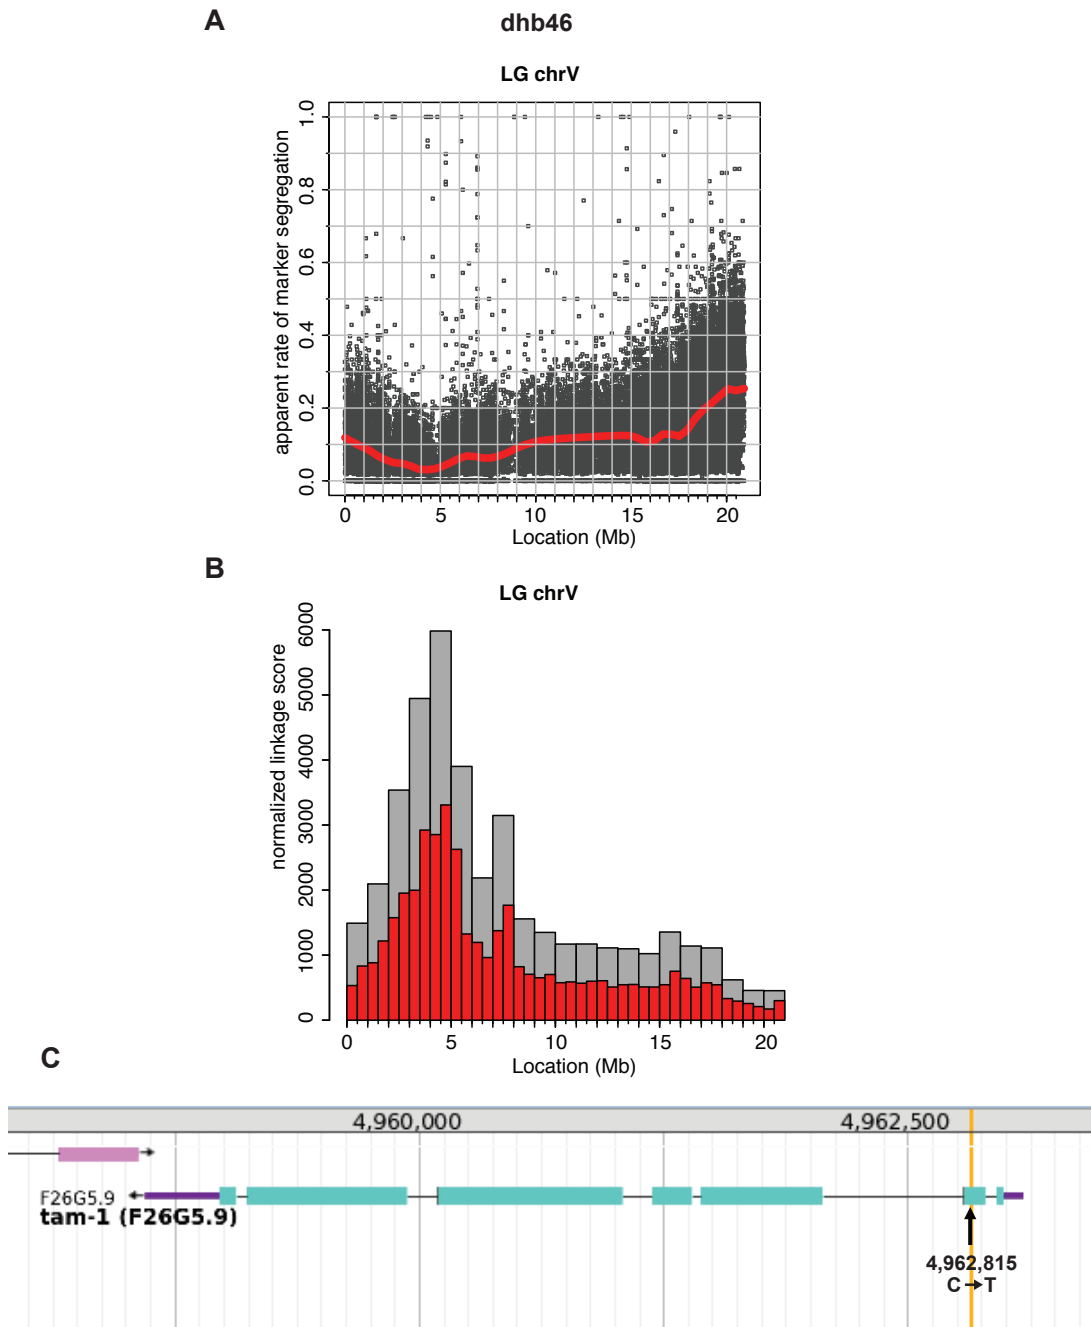 A
dhb46
LG chrV
apparent rate of marker segregation
1.0
0.8
0.6
0.4
0.2
0.0
0 5 10 15 20
Location (Mb)
B
LG chrV
normalized linkage score
6000
5000
4000
3000
2000
1000
0
0 5 10 15 20
Location (Mb)
C
4,960,000 4,962,500
F26G5.9
tam-1 (F26G5.9)
4,962,815
C→T